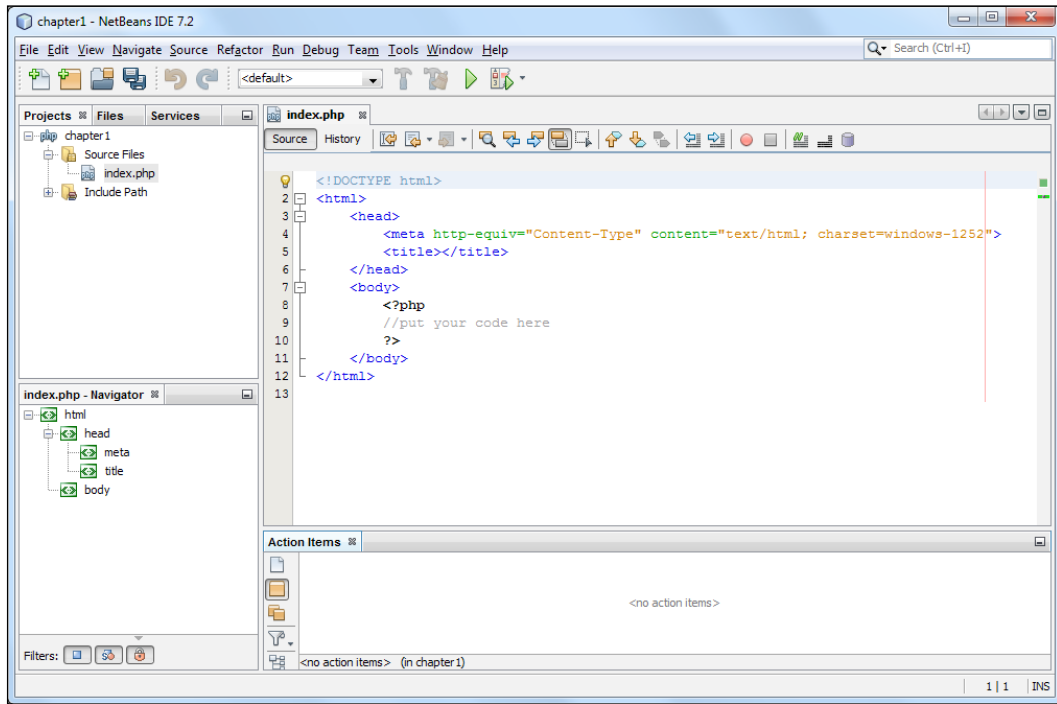 chapter1 - NetBeans IDE 7.2
File Edit View Navigate Source Refactor Run Debug Team Tools Window Help
Search (Ctrl+I)
<default>
Projects Files Services
chapter1
Source Files
index.php
Include Path
index.php - Navigator
html
head
meta
title
body
Filters:
index.php
Source History
<!DOCTYPE html>
2 <html>
3 <head>
4 <meta http-equiv="Content-Type" content="text/html; charset=windows-1252">
5 <title></title>
6 </head>
7 <body>
8 <?php
9 //put your code here
10 ?>
11 </body>
12 </html>
13
Action Items
<no action items>
<no action items> (in chapter1)
1|1 INS